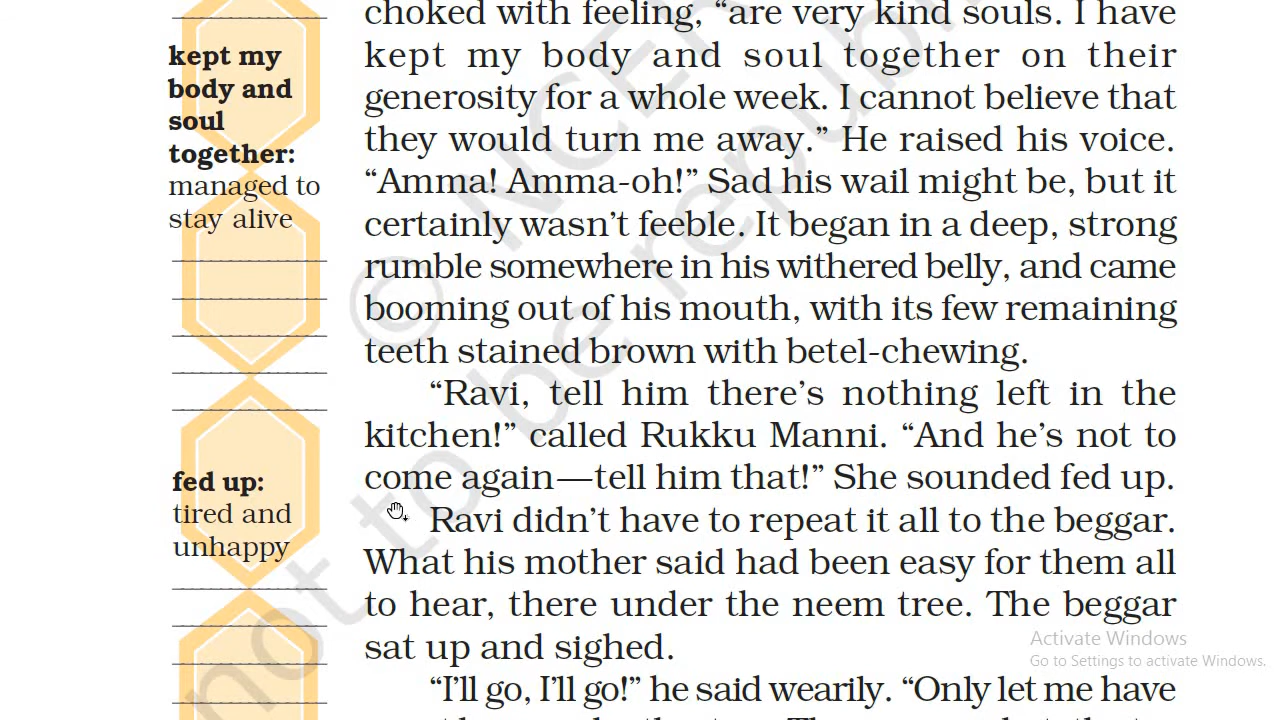 choked with feeling, “are very kind souls. I have
kept my body and soul together on their
generosity for a whole week. I cannot believe that
they would turn me away.” He raised his voice.
“Amma! Amma-oh!” Sad his wail might be, but it
certainly wasn’t feeble. It began in a deep, strong
rumble somewhere in his withered belly, and came
booming out of his mouth, with its few remaining
teeth stained brown with betel-chewing.
“Ravi, tell him there’s nothing left in the
kitchen!” called Rukku Manni. “And he’s not to
come again—tell him that!” She sounded fed up.
Ravi didn’t have to repeat it all to the beggar.
What his mother said had been easy for them all
to hear, there under the neem tree. The beggar
sat up and sighed.
“I’ll go, I’ll go!” he said wearily. “Only let me have
kept my
body and
soul
together:
managed to
stay alive
fed up:
tired and
unhappy
© NCER
not to be republi
Activate Windows
Go to Settings to activate Windows.